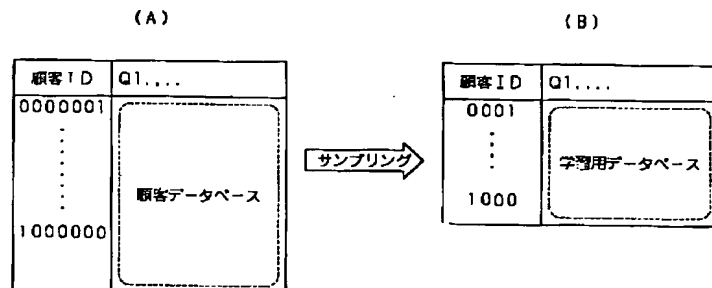 (A)
(B)
顧客ID Q1....
0000001
顧客データベース
1000000
サンプリング
顧客ID Q1....
0001
学習用データベース
1000